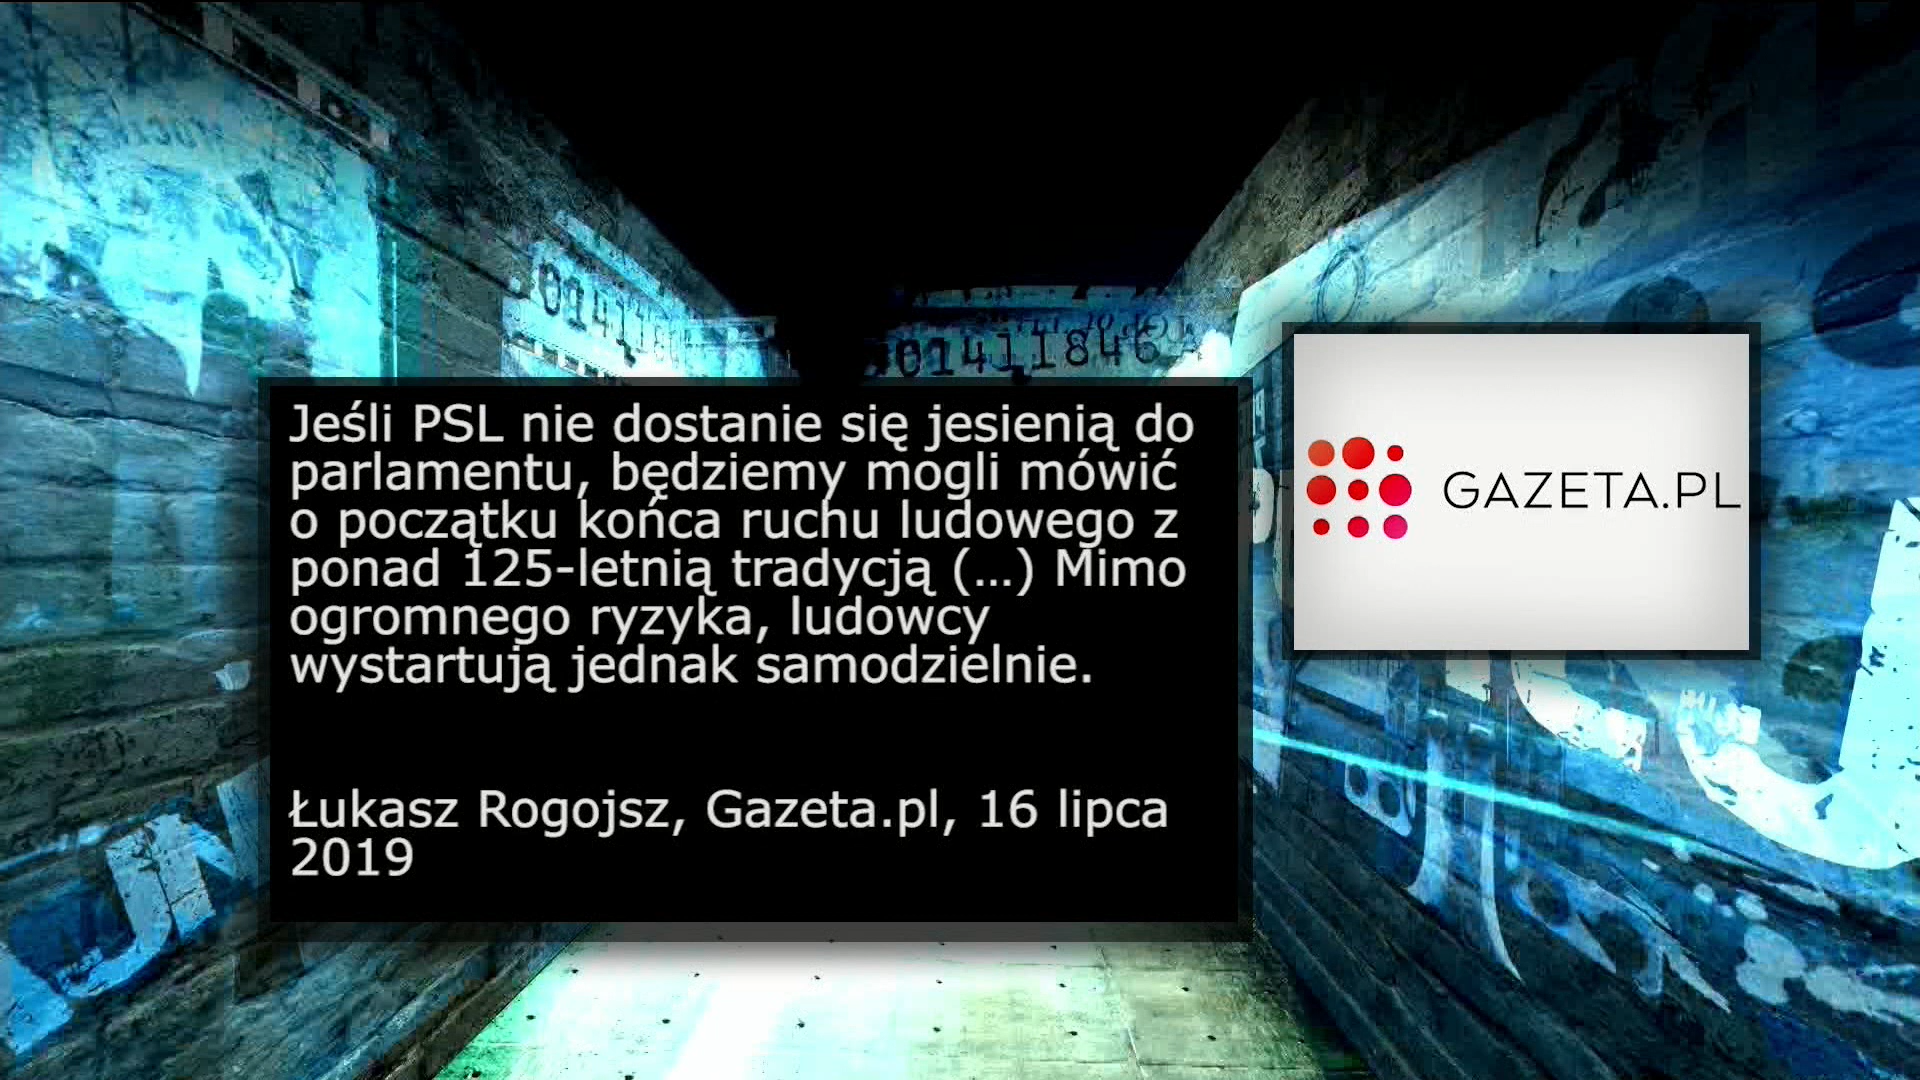 001411846
Jeśli PSL nie dostanie się jesienią do
parlamentu, będziemy mogli mówić
o początku końca ruchu ludowego z
ponad 125-letnią tradycją (...) Mimo
ogromnego ryzyka, ludowcy
wystartują jednak samodzielnie.
Łukasz Rogojsz, Gazeta.pl, 16 lipca
2019
GAZETA.PL